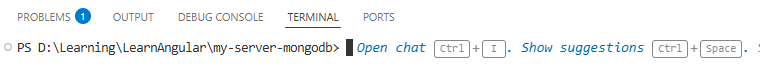 PROBLEMS 1 OUTPUT DEBUG CONSOLE TERMINAL PORTS
PS D:\Learning\LearnAngular\my-server-mongodb> Open chat Ctrl + I . Show suggestions Ctrl + Space .